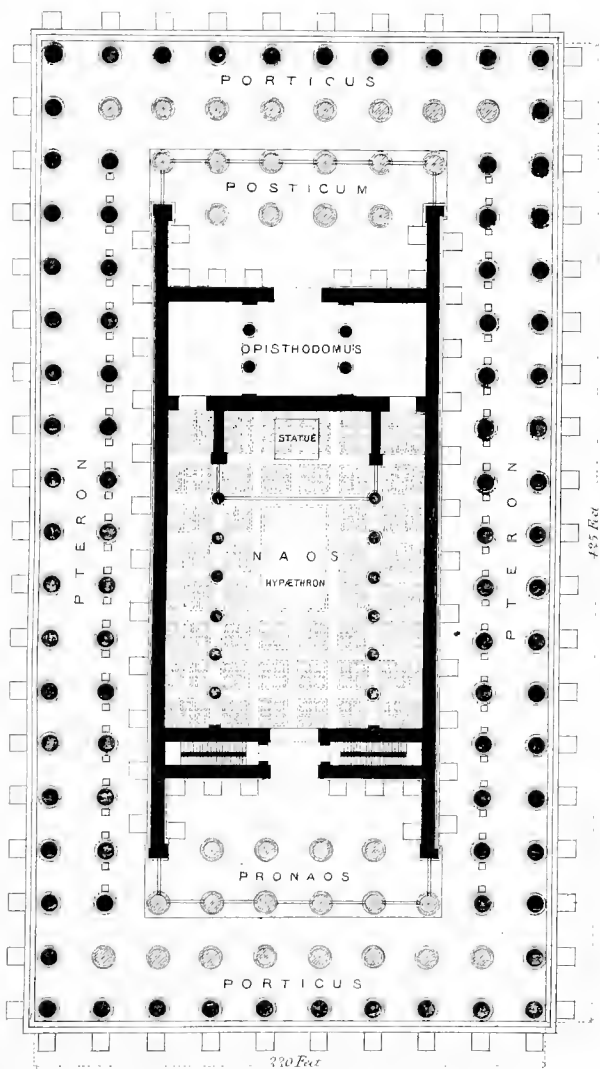 PORTICUS
POSTICUM
OPISTHODOMUS
STATUE
PTERON
NAOS
HYPÆTHRON
PTERON
425 Feet
PRONAOS
PORTICUS
220 Feet